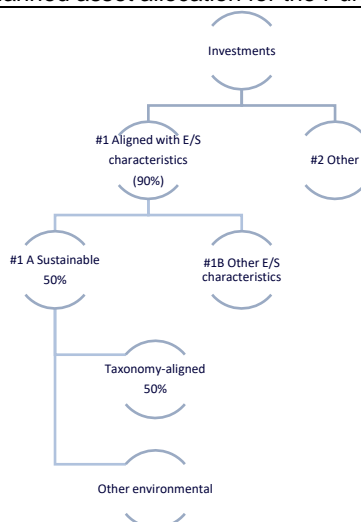 asset allocation for the
Investments
#1 Aligned with E/S
characteristics
(90%)
#2 Other
#1 A Sustainable
50%
#1B Other E/S
characteristics
Taxonomy-aligned
50%
Other environmental